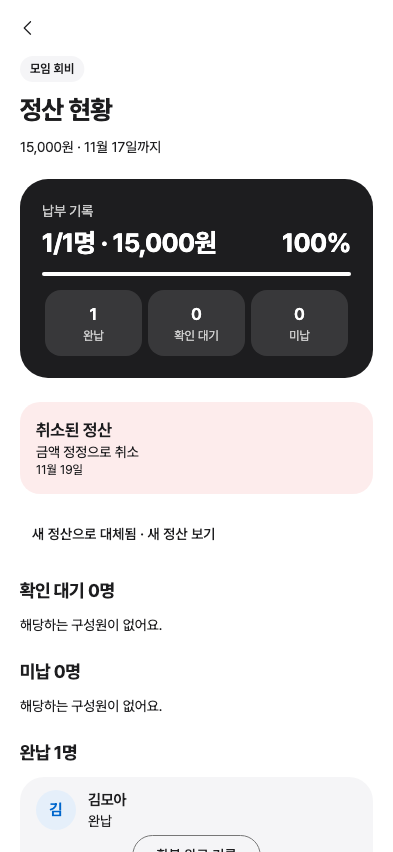 모임 회비
정산 현황
15,000원 · 11월 17일까지
납부 기록
1/1명 · 15,000원 100%
1 0 0
완납 확인 대기 미납
취소된 정산
금액 정정으로 취소
11월 19일
새 정산으로 대체됨 · 새 정산 보기
확인 대기 0명
해당하는 구성원이 없어요.
미납 0명
해당하는 구성원이 없어요.
완납 1명
김 김모아
완납